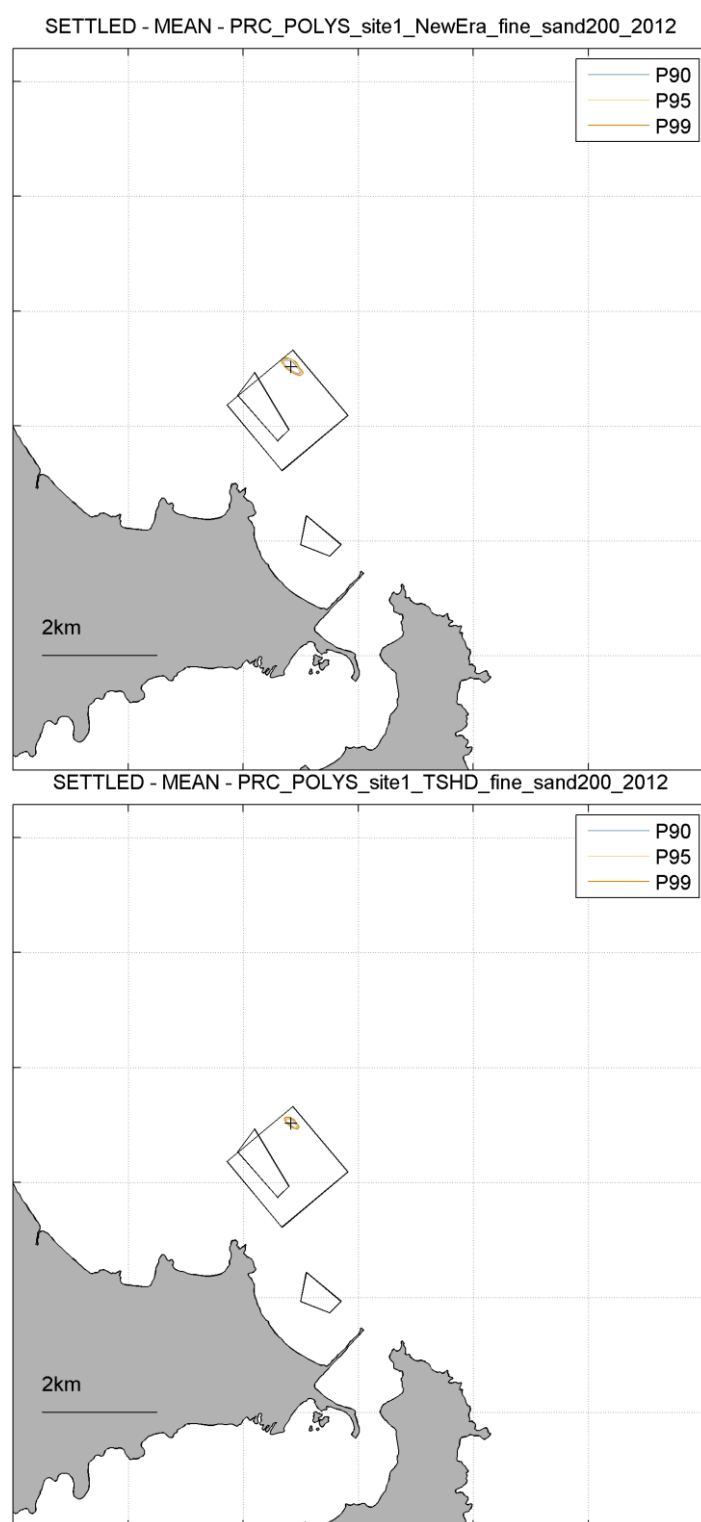 SETTLED - MEAN - PRC_POLYS_site1_NewEra_fine_sand200_2012
P90
P95
P99
2km
SETTLED - MEAN - PRC_POLYS_site1_TSHD_fine_sand200_2012
P90
P95
P99
2km